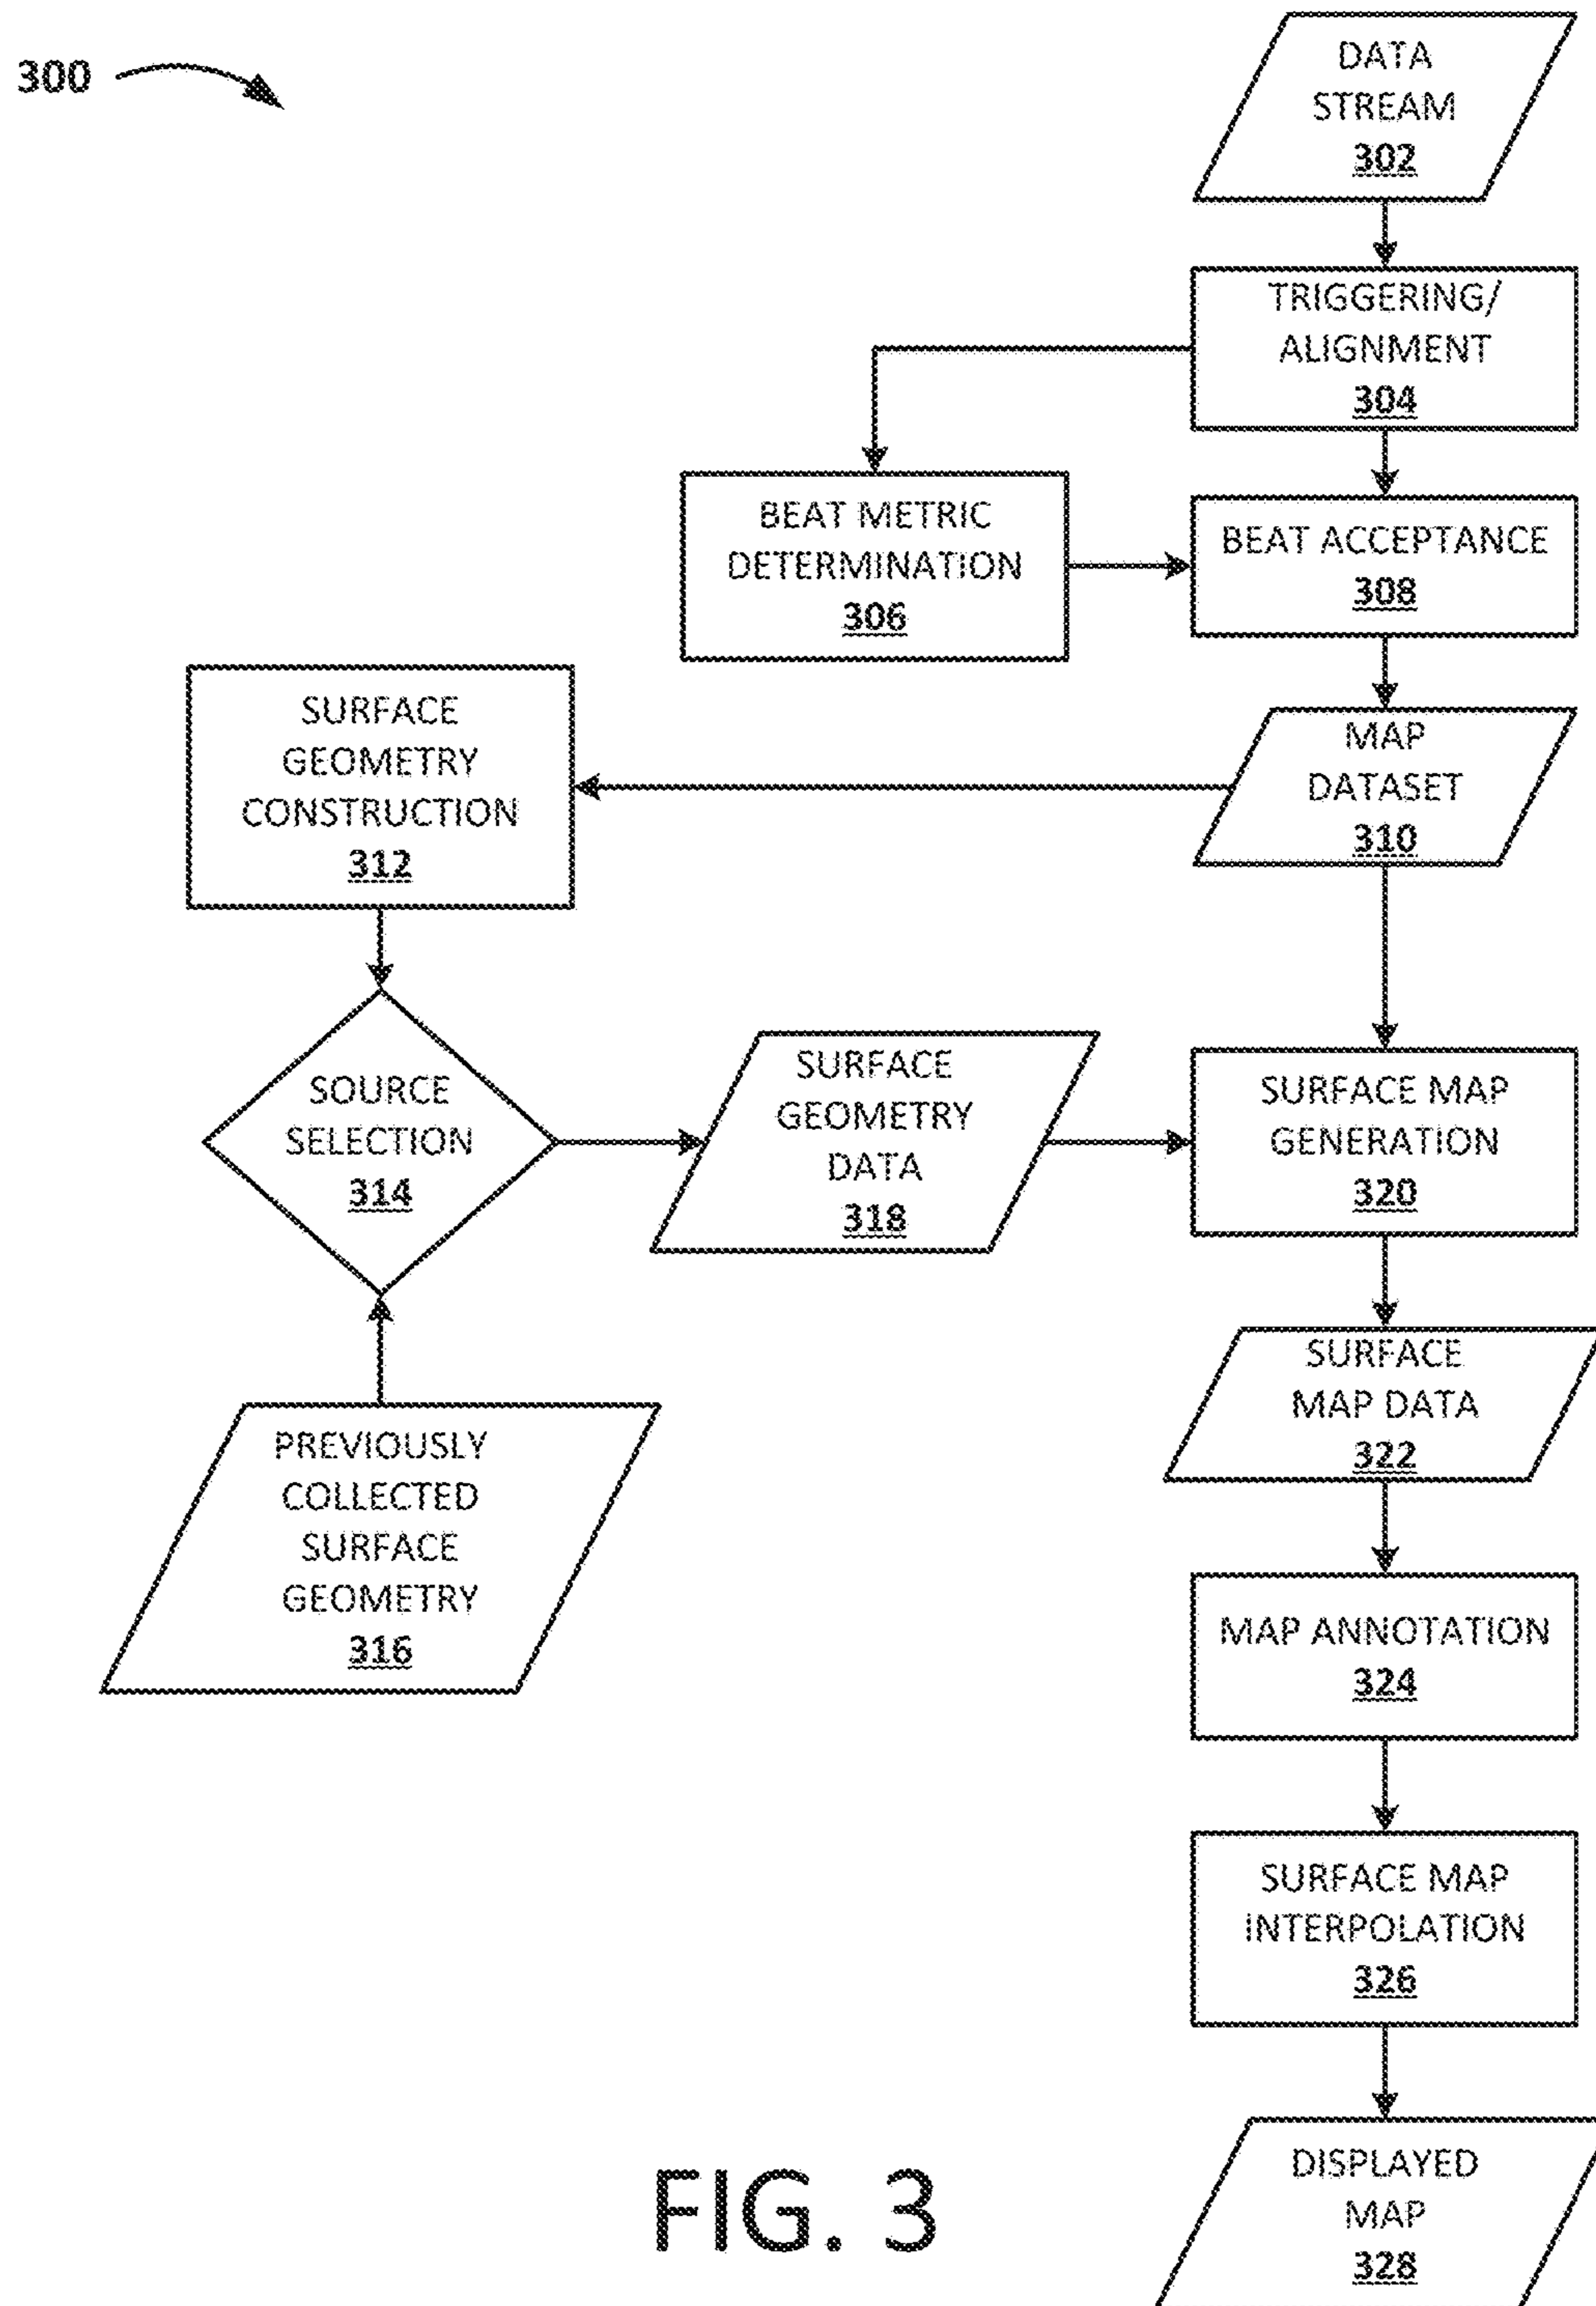 300
DATA
STREAM
302
TRIGGERING/
ALIGNMENT
304
BEAT METRIC
DETERMINATION
306
BEAT ACCEPTANCE
308
SURFACE
GEOMETRY
CONSTRUCTION
312
MAP
DATASET
310
SOURCE
SELECTION
314
SURFACE
GEOMETRY
DATA
318
SURFACE MAP
GENERATION
320
PREVIOUSLY
COLLECTED
SURFACE
GEOMETRY
316
SURFACE
MAP DATA
322
MAP ANNOTATION
324
SURFACE MAP
INTERPOLATION
326
DISPLAYED
MAP
328
FIG. 3